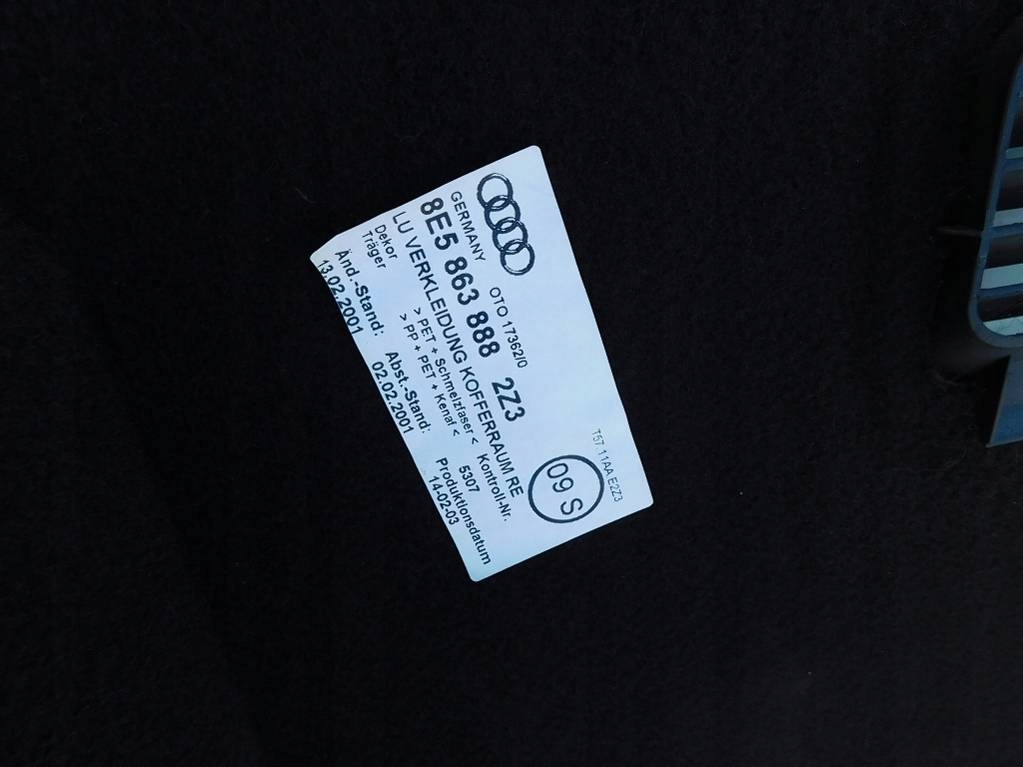 GERMANY OTO 17362/0
8E5 863 888 2Z3
LU VERKLEIDUNG KOFFERRAUM RE
Dekor > PET + Schmelzfaser < Kontroll-Nr.
Träger > PP + PET + Kenaf < 5307
Änd.-Stand: Abst.-Stand: Produktionsdatum
13.02.2001 02.02.2001 14-02-03
T57 11AA E2Z3
09 S